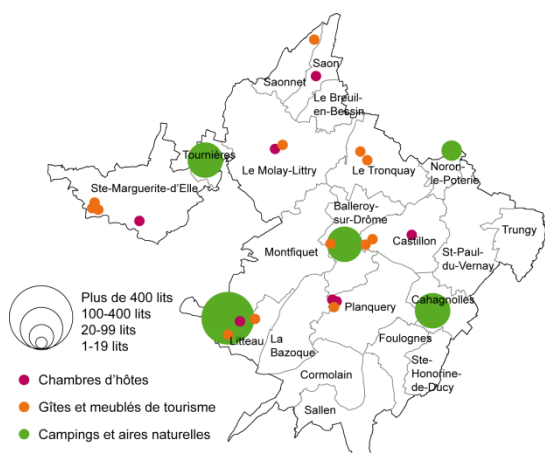 Saon
Saonnet
Le Breuil-
en-Bessin
Tournières
Le Molay-Littry
Le Tronquay
Noron-
le-Poterie
Ste-Marguerite-d'Elle
Balleroy-
sur-Drôme
Montfiquet
Castillon
Trungy
St-Paul-
du-Vernay
Plus de 400 lits
100-400 lits
20-99 lits
1-19 lits
Planquery
Cahagnolles
Litteau
La
Bazoque
Foulognes
Ste-
Honorine-
de-Ducy
Cormolain
Sallen
Chambres d'hôtes
Gîtes et meublés de tourisme
Campings et aires naturelles